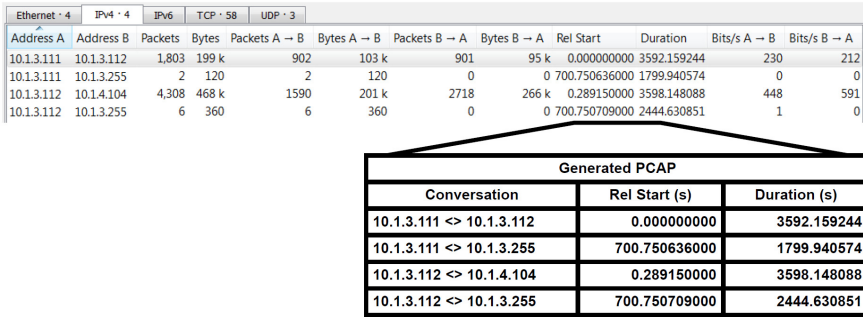 Ethernet · 4 IPv4 · 4 IPv6 TCP · 58 UDP · 3
Address A Address B Packets Bytes Packets A → B Bytes A → B Packets B → A Bytes B → A Rel Start Duration Bits/s A → B Bits/s B → A
10.1.3.111 10.1.3.112 1,803 199 k 902 103 k 901 95 k 0.000000000 3592.159244 230 212
10.1.3.111 10.1.3.255 2 120 2 120 0 0 700.750636000 1799.940574 0 0
10.1.3.112 10.1.4.104 4,308 468 k 1590 201 k 2718 266 k 0.289150000 3598.148088 448 591
10.1.3.112 10.1.3.255 6 360 6 360 0 0 700.750709000 2444.630851 1 0
Generated PCAP
Conversation Rel Start (s) Duration (s)
10.1.3.111 <> 10.1.3.112 0.000000000 3592.159244
10.1.3.111 <> 10.1.3.255 700.750636000 1799.940574
10.1.3.112 <> 10.1.4.104 0.289150000 3598.148088
10.1.3.112 <> 10.1.3.255 700.750709000 2444.630851